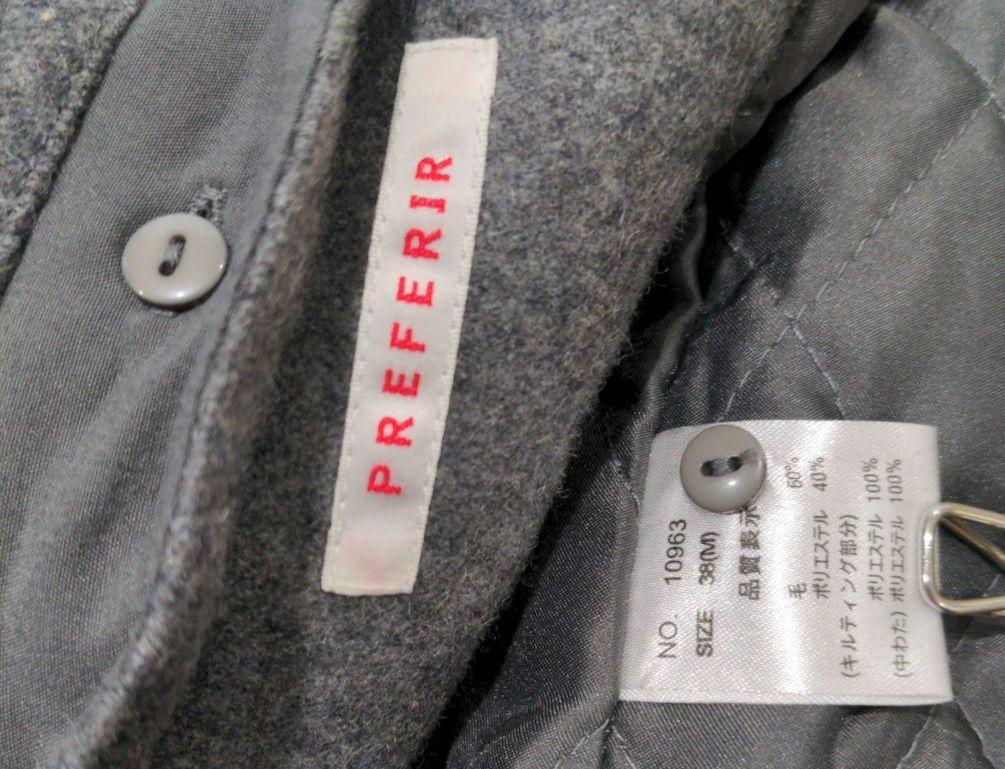 PREFERIR
NO. 10963
SIZE 38(M)
品質表示
毛 60%
ポリエステル 40%
(キルティング部分)
ポリエステル 100%
(中わた) ポリエステル 100%